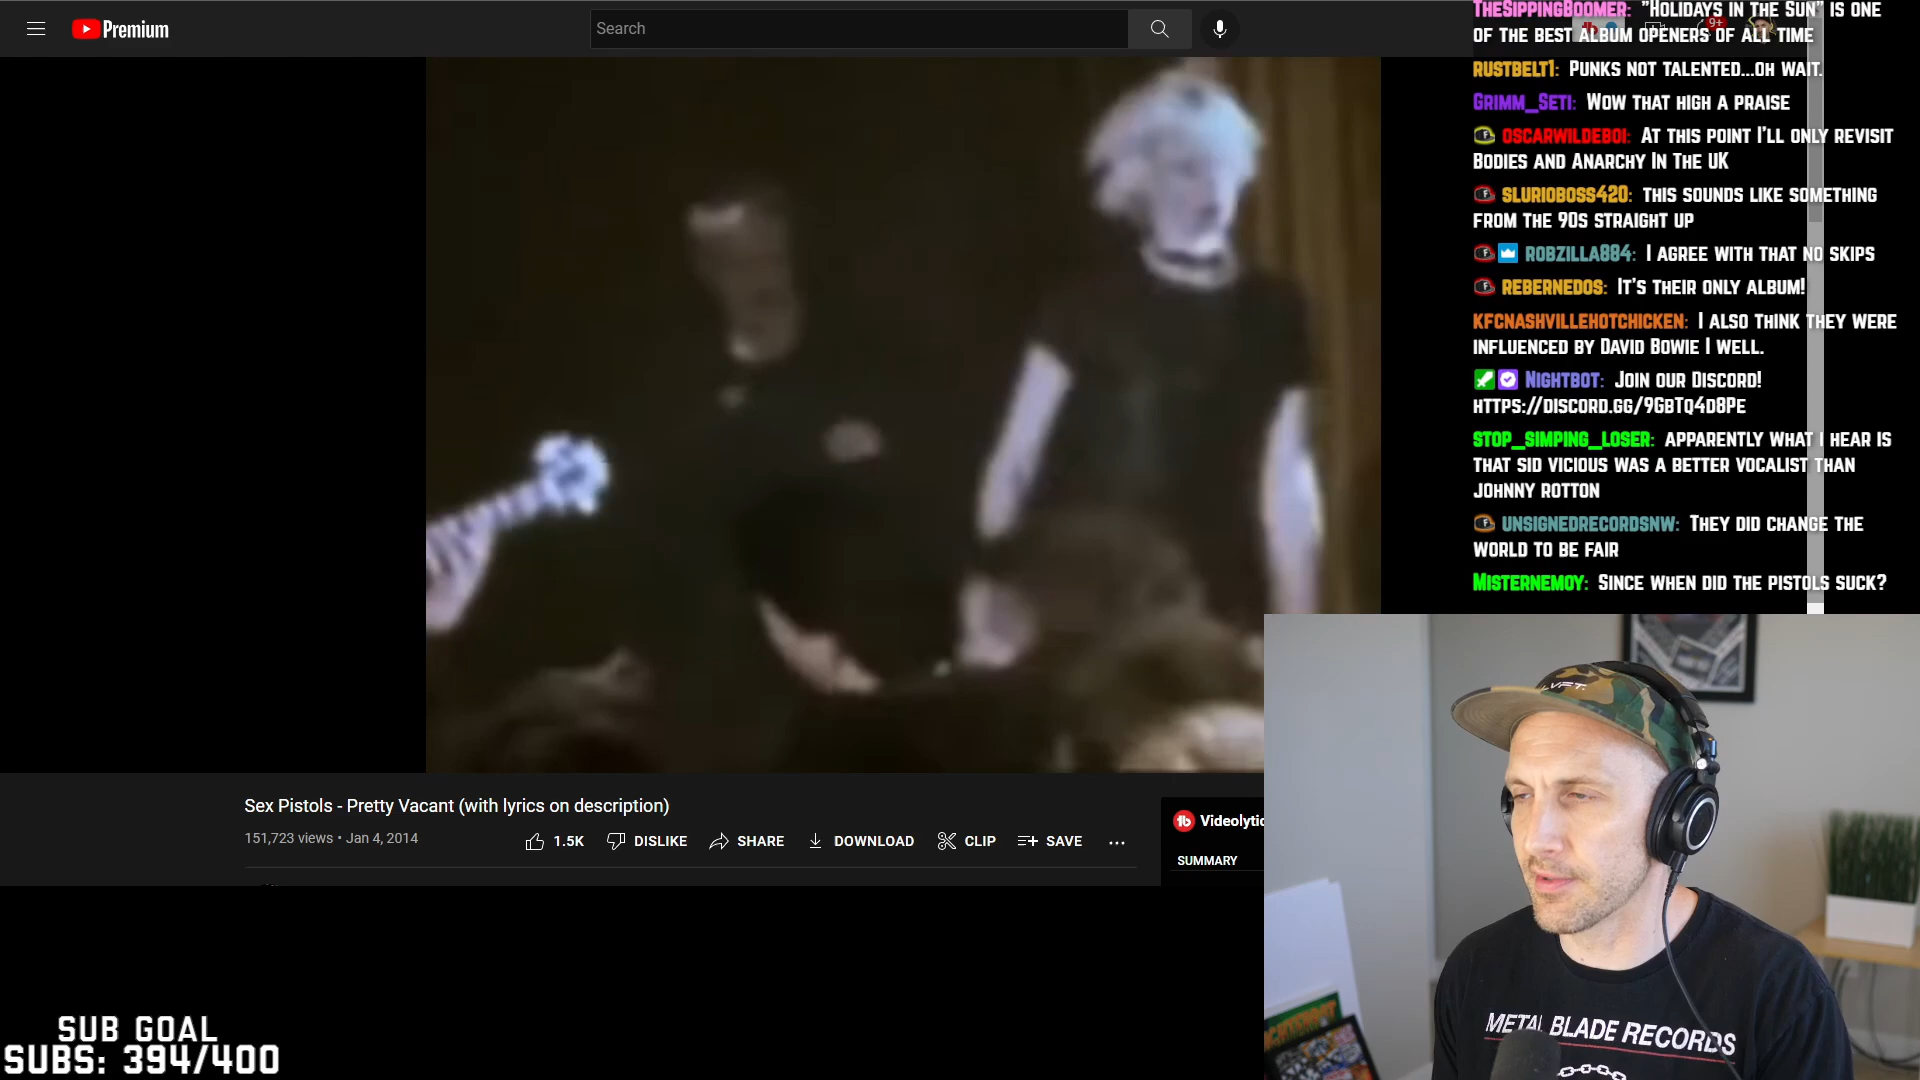 Premium
Search
9+
THESIPPINGBOOMER: "HOLIDAYS IN THE SUN" IS ONE
OF THE BEST ALBUM OPENERS OF ALL TIME
RUSTBELT1: PUNKS NOT TALENTED...OH WAIT.
GRIMM_SETI: WOW THAT HIGH A PRAISE
OSCARWILDEBOI: AT THIS POINT I'LL ONLY REVISIT
BODIES AND ANARCHY IN THE UK
SLURIOBOSS420: THIS SOUNDS LIKE SOMETHING
FROM THE 90S STRAIGHT UP
ROBZILLA884: I AGREE WITH THAT NO SKIPS
REBERNEDOS: IT'S THEIR ONLY ALBUM!
KFCNASHVILLEHOTCHICKEN: I ALSO THINK THEY WERE
INFLUENCED BY DAVID BOWIE I WELL.
NIGHTBOT: JOIN OUR DISCORD!
HTTPS://DISCORD.GG/9GBTQ4D8PE
STOP_SIMPING_LOSER: APPARENTLY WHAT I HEAR IS
THAT SID VICIOUS WAS A BETTER VOCALIST THAN
JOHNNY ROTTON
UNSIGNEDRECORDSNW: THEY DID CHANGE THE
WORLD TO BE FAIR
MISTERNEMOY: SINCE WHEN DID THE PISTOLS SUCK?
Sex Pistols - Pretty Vacant (with lyrics on description)
151,723 views • Jan 4, 2014
1.5K DISLIKE SHARE DOWNLOAD CLIP SAVE ...
Videolytic
SUMMARY
METAL BLADE RECORDS
SUB GOAL
SUBS: 394/400